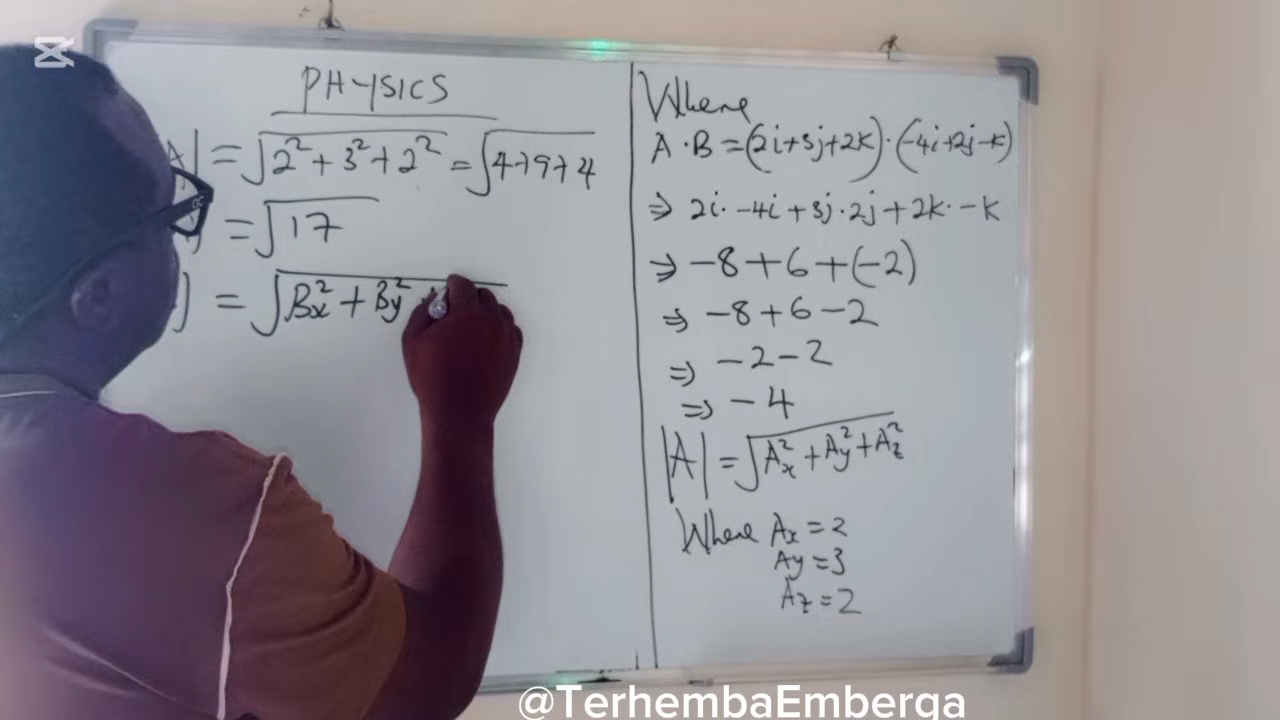 PHYSICS
A| = √2² + 3² + 2² = √4+9+4
= √17
| = √Bx² + By²
Where
A · B = (2i+3j+2k) · (-4i+2j-k)
⇒ 2i · -4i + 3j · 2j + 2k · -k
⇒ -8 + 6 + (-2)
⇒ -8 + 6 - 2
⇒ -2 - 2
⇒ -4
|A| = √Ax² + Ay² + Az²
Where Ax = 2
Ay = 3
Az = 2
@TerhembaEmberga